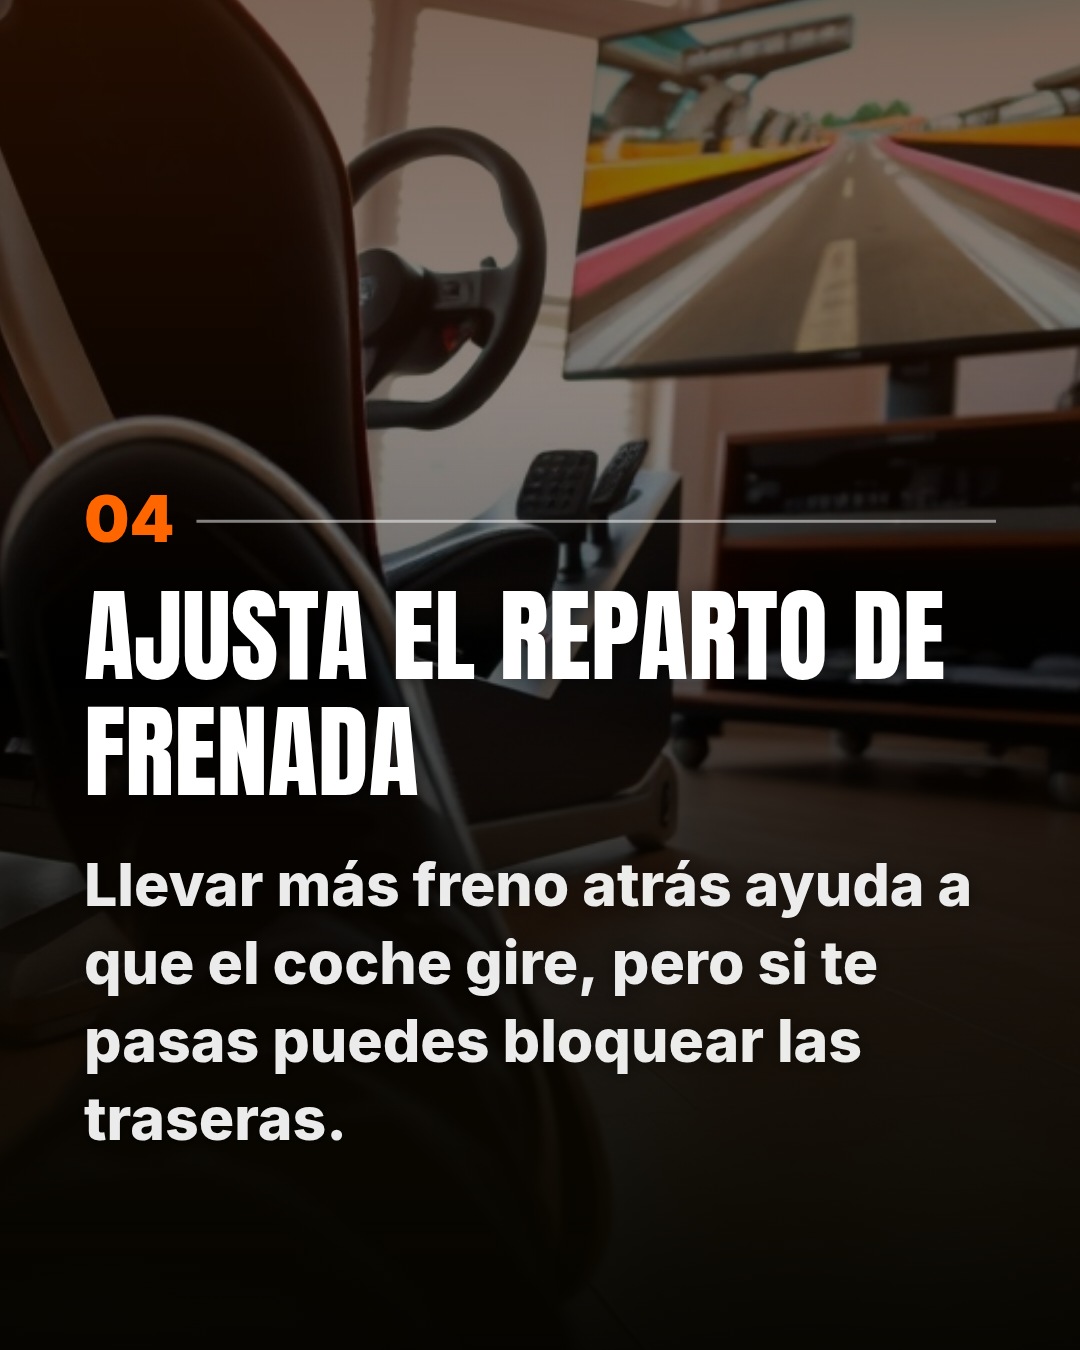 04
AJUSTA EL REPARTO DE
FRENADA
Llevar más freno atrás ayuda a
que el coche gire, pero si te
pasas puedes bloquear las
traseras.